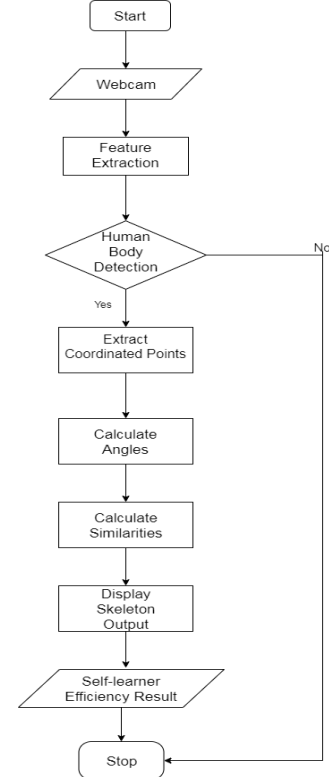 Start
Webcam
Feature
Extraction
Human
Body
Detection
No
Yes
Extract
Coordinated Points
Calculate
Angles
Calculate
Similarities
Display
Skeleton
Output
Self-learner
Efficiency Result
Stop